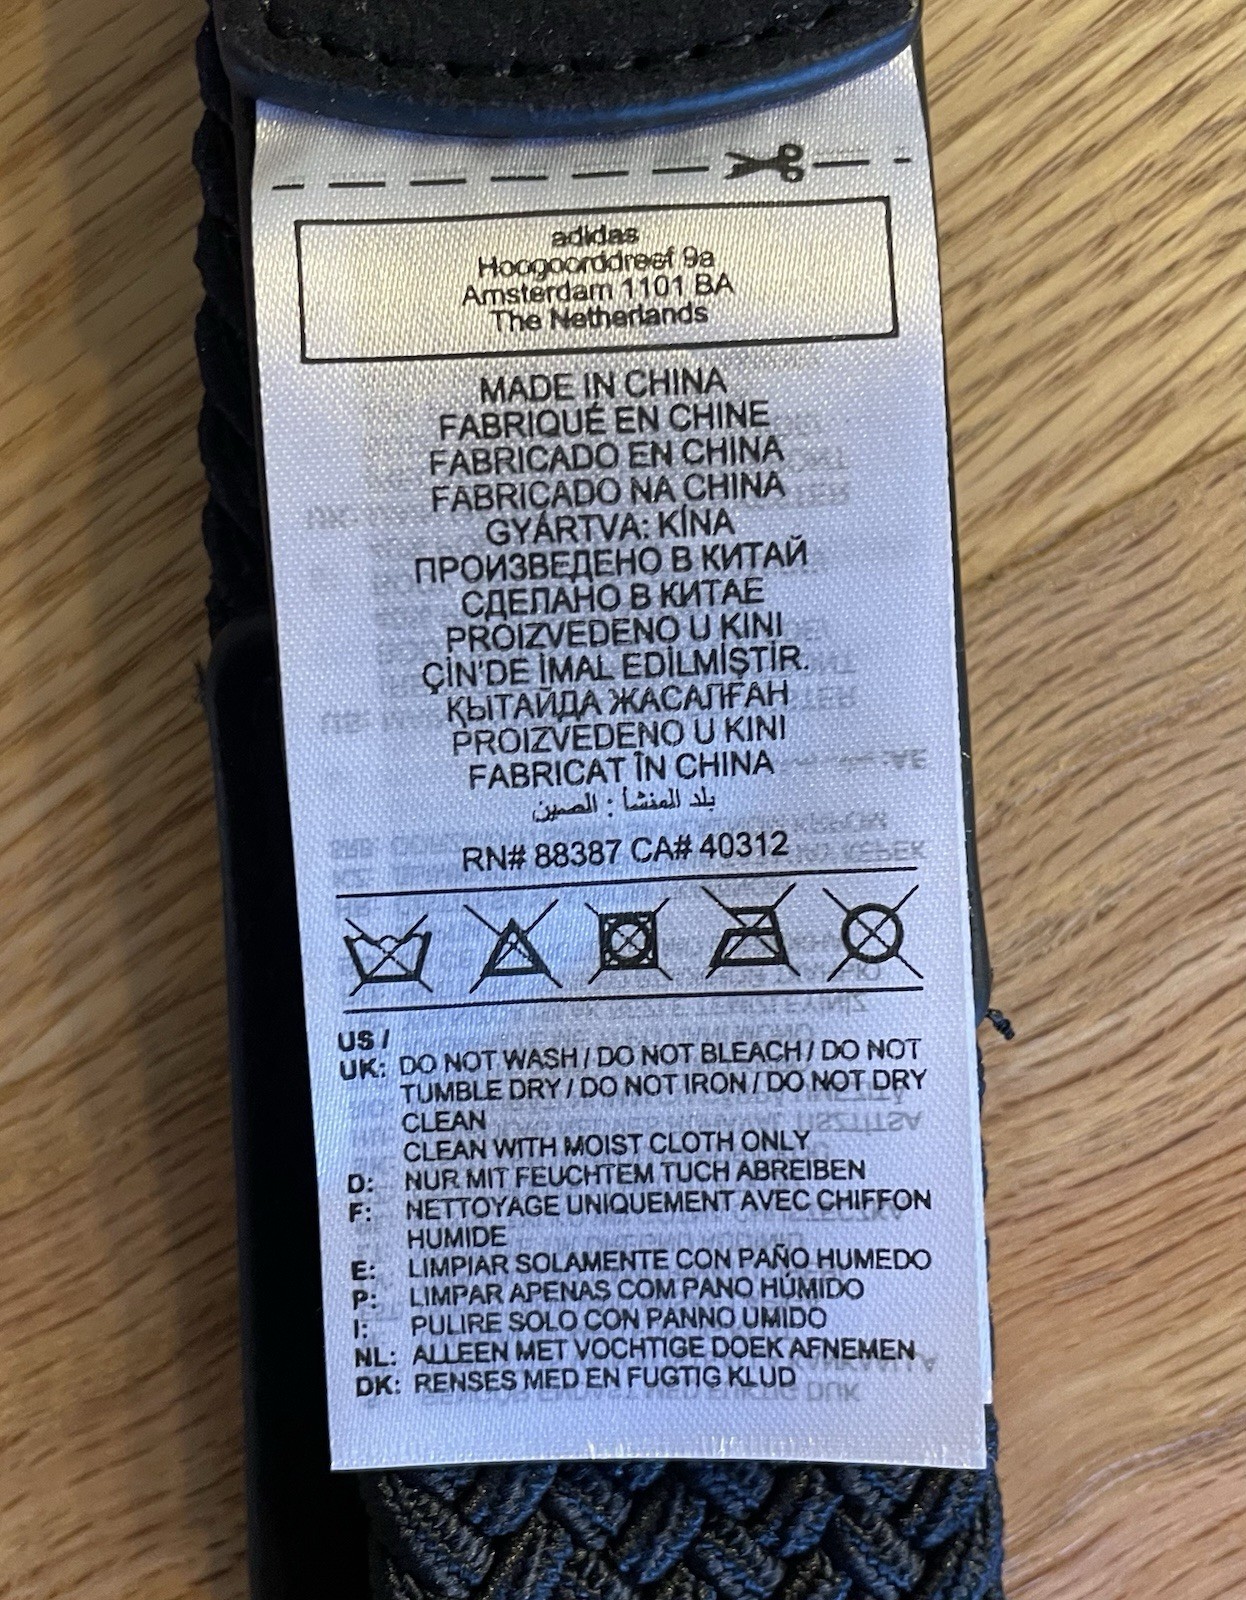 adidas
Hoogoorddreef 9a
Amsterdam 1101 BA
The Netherlands
MADE IN CHINA
FABRIQUÉ EN CHINE
FABRICADO EN CHINA
FABRICADO NA CHINA
GYÁRTVA: KÍNA
ПРОИЗВЕДЕНО В КИТАЙ
СДЕЛАНО В КИТАЕ
PROIZVEDENO U KINI
ÇİN'DE İMAL EDİLMİŞTİR.
ҚЫТАЙДА ЖАСАЛҒАН
PROIZVEDENO U KINI
FABRICAT ÎN CHINA
بلد المنشأ : الصين
RN# 88387 CA# 40312
US /
UK: DO NOT WASH / DO NOT BLEACH / DO NOT
TUMBLE DRY / DO NOT IRON / DO NOT DRY
CLEAN
CLEAN WITH MOIST CLOTH ONLY
D: NUR MIT FEUCHTEM TUCH ABREIBEN
F: NETTOYAGE UNIQUEMENT AVEC CHIFFON
HUMIDE
E: LIMPIAR SOLAMENTE CON PAÑO HUMEDO
P: LIMPAR APENAS COM PANO HÚMIDO
I: PULIRE SOLO CON PANNO UMIDO
NL: ALLEEN MET VOCHTIGE DOEK AFNEMEN
DK: RENSES MED EN FUGTIG KLUD